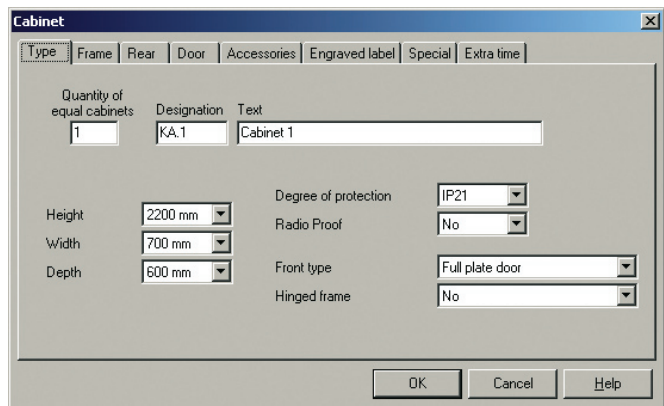 Cabinet
Type Frame Rear Door Accessories Engraved label Special Extra time
Quantity of
equal cabinets Designation Text
1 KA.1 Cabinet 1
Degree of protection IP21
Height 2200 mm Radio Proof No
Width 700 mm
Depth 600 mm Front type Full plate door
Hinged frame No
OK Cancel Help